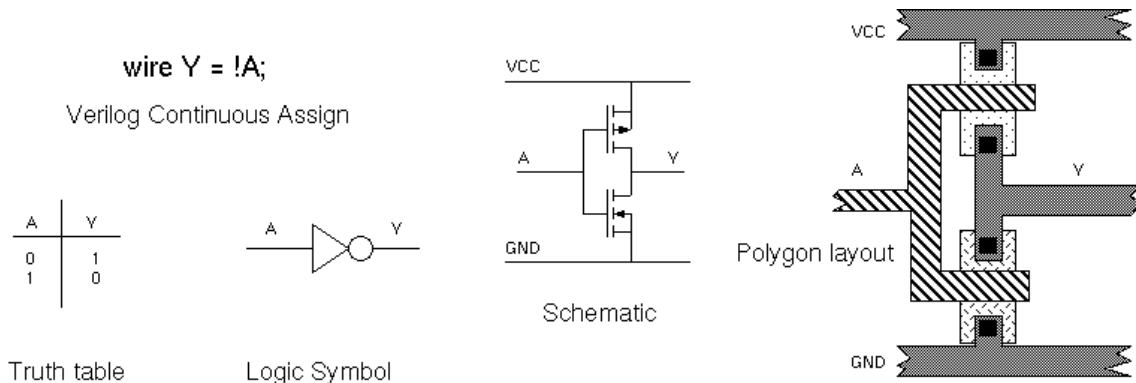 wire Y = !A;
Verilog Continuous Assign
A Y
0 1
1 0
Truth table
A Y
Logic Symbol
VCC
A Y
GND
Schematic
VCC
A Y
Polygon layout
GND